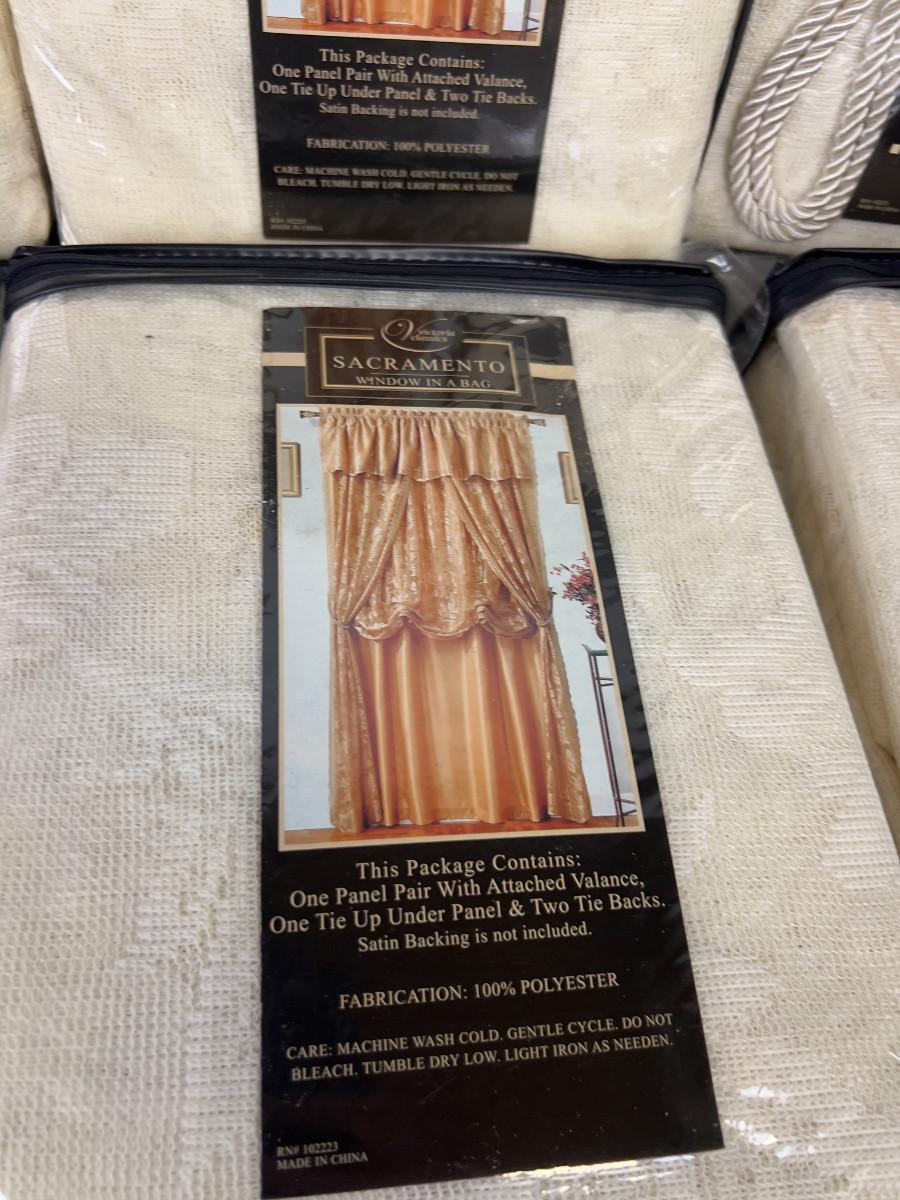 This Package Contains:
One Panel Pair With Attached Valance,
One Tie Up Under Panel & Two Tie Backs.
Satin Backing is not included.
FABRICATION: 100% POLYESTER
CARE: MACHINE WASH COLD. GENTLE CYCLE. DO NOT
BLEACH. TUMBLE DRY LOW. LIGHT IRON AS NEEDEN.
RN# 102223
MADE IN CHINA
Victoria
classics
SACRAMENTO
WINDOW IN A BAG
This Package Contains:
One Panel Pair With Attached Valance,
One Tie Up Under Panel & Two Tie Backs.
Satin Backing is not included.
FABRICATION: 100% POLYESTER
CARE: MACHINE WASH COLD. GENTLE CYCLE. DO NOT
BLEACH. TUMBLE DRY LOW. LIGHT IRON AS NEEDEN.
RN# 102223
MADE IN CHINA